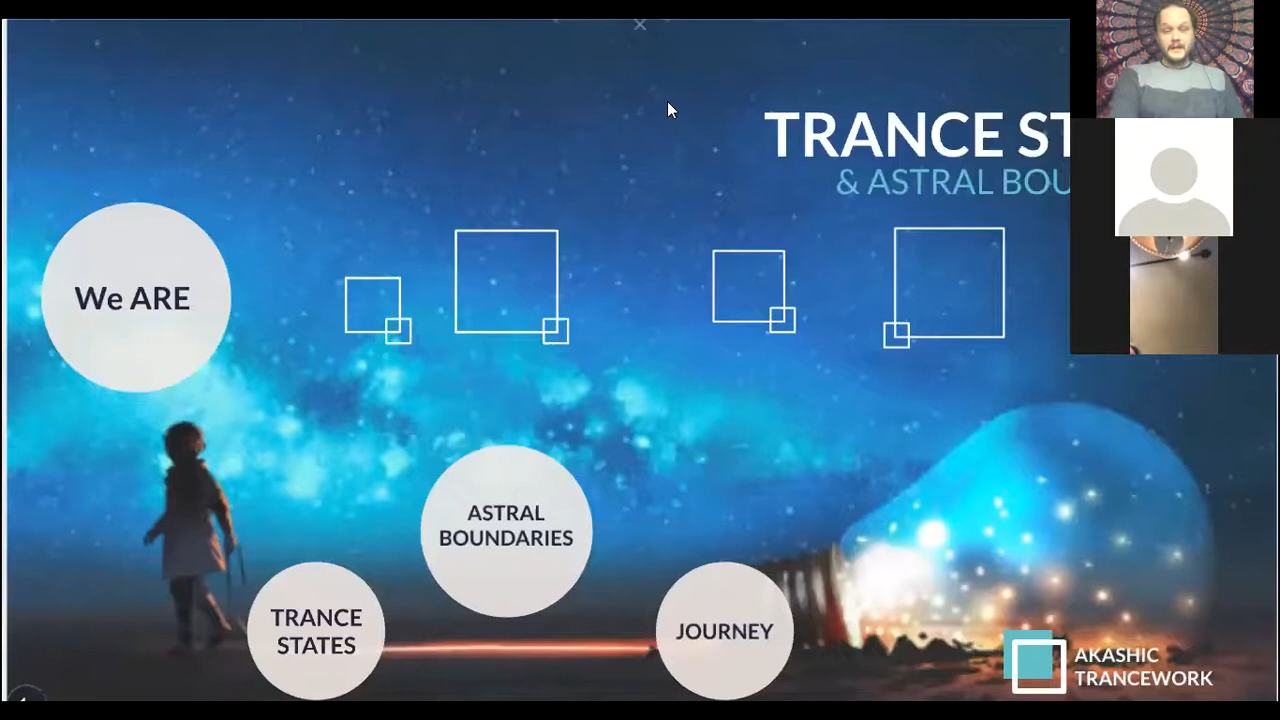 TRANCE ST
& ASTRAL BOU
We ARE
ASTRAL
BOUNDARIES
TRANCE
STATES
JOURNEY
AKASHIC
TRANCEWORK